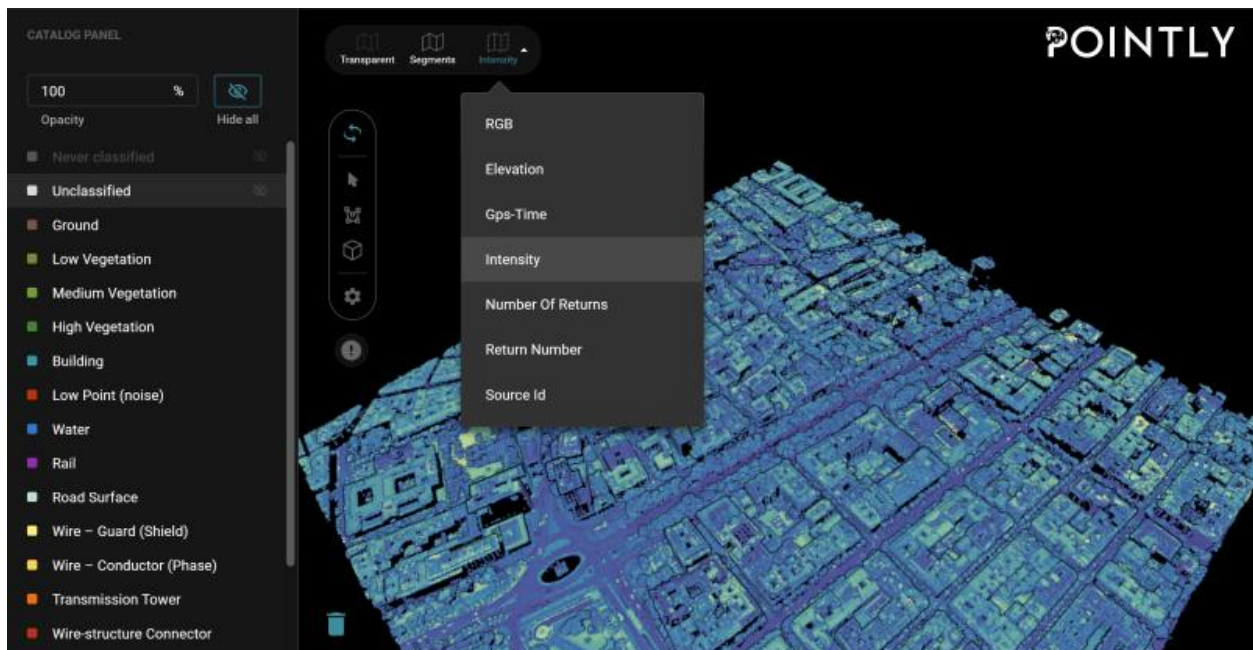 CATALOG PANEL
100 %
Opacity
Hide all
Never classified
Unclassified
Ground
Low Vegetation
Medium Vegetation
High Vegetation
Building
Low Point (noise)
Water
Rail
Road Surface
Wire – Guard (Shield)
Wire – Conductor (Phase)
Transmission Tower
Wire-structure Connector
Transparent
Segments
Intensity
RGB
Elevation
Gps-Time
Intensity
Number Of Returns
Return Number
Source Id
POINTLY